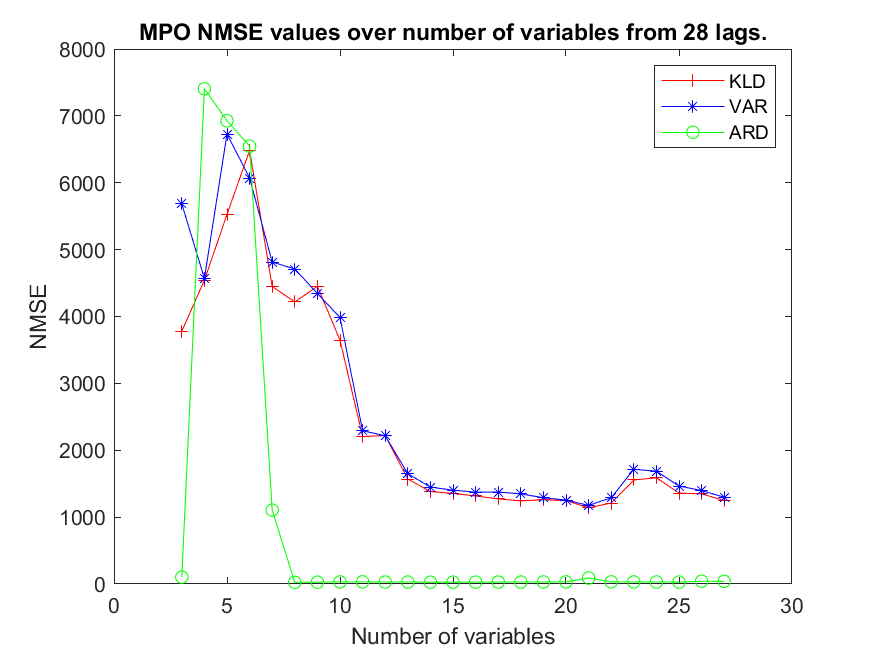 MPO NMSE values over number of variables from 28 lags.
8000
7000
6000
5000
4000
3000
2000
1000
0
NMSE
KLD
VAR
ARD
0 5 10 15 20 25 30
Number of variables